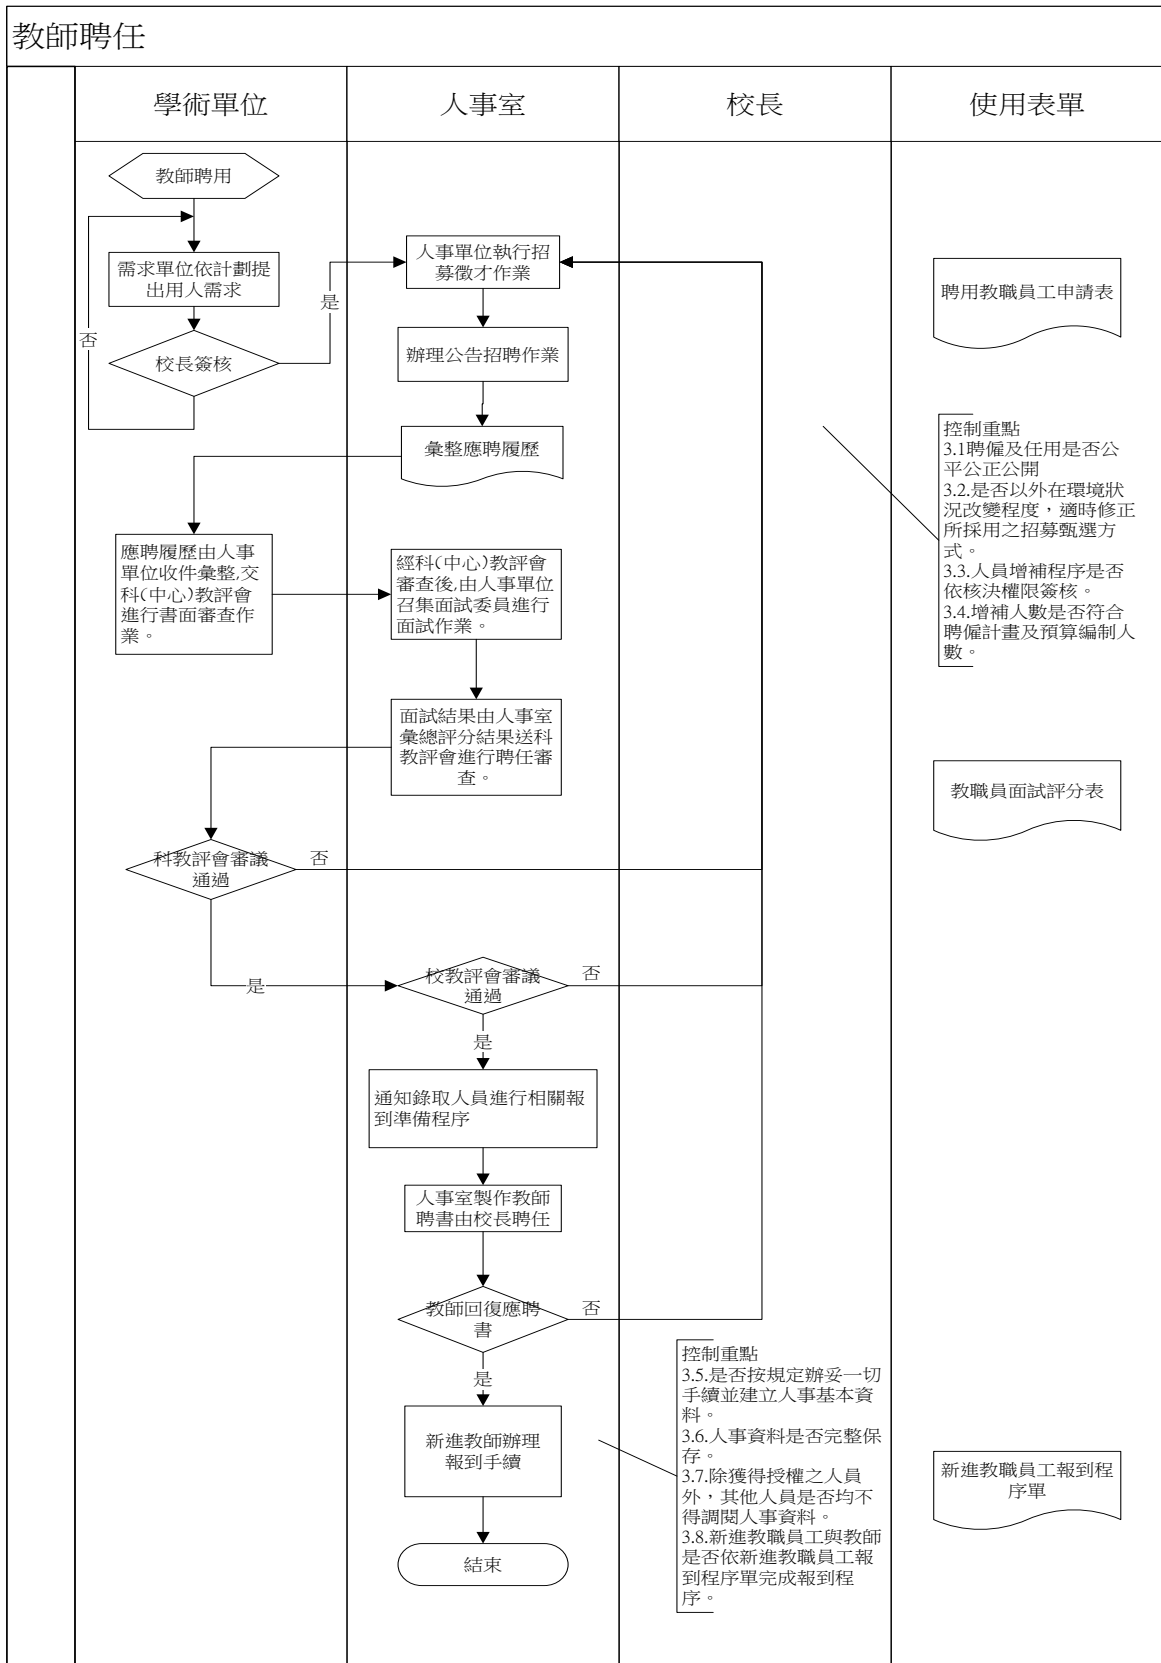 教師聘任
學術單位
人事室
校長
使用表單
教師聘用
需求單位依計劃提
出用人需求
校長簽核
否
是
人事單位執行招
募徵才作業
辦理公告招聘作業
彙整應聘履歷
聘用教職員工申請表
控制重點
3.1聘僱及任用是否公
平公正公開
3.2.是否以外在環境狀
況改變程度，適時修正
所採用之招募甄選方
式。
3.3.人員增補程序是否
依核決權限簽核。
3.4.增補人數是否符合
聘僱計畫及預算編制人
數。
應聘履歷由人事
單位收件彙整,交
科(中心)教評會
進行書面審查作
業。
經科(中心)教評會
審查後,由人事單位
召集面試委員進行
面試作業。
面試結果由人事室
彙總評分結果送科
教評會進行聘任審
查。
教職員面試評分表
科教評會審議
通過
否
是
校教評會審議
通過
否
是
通知錄取人員進行相關報
到準備程序
人事室製作教師
聘書由校長聘任
教師回復應聘
書
否
是
新進教師辦理
報到手續
結束
控制重點
3.5.是否按規定辦妥一切
手續並建立人事基本資
料。
3.6.人事資料是否完整保
存。
3.7.除獲得授權之人員
外，其他人員是否均不
得調閱人事資料。
3.8.新進教職員工與教師
是否依新進教職員工報
到程序單完成報到程
序。
新進教職員工報到程
序單